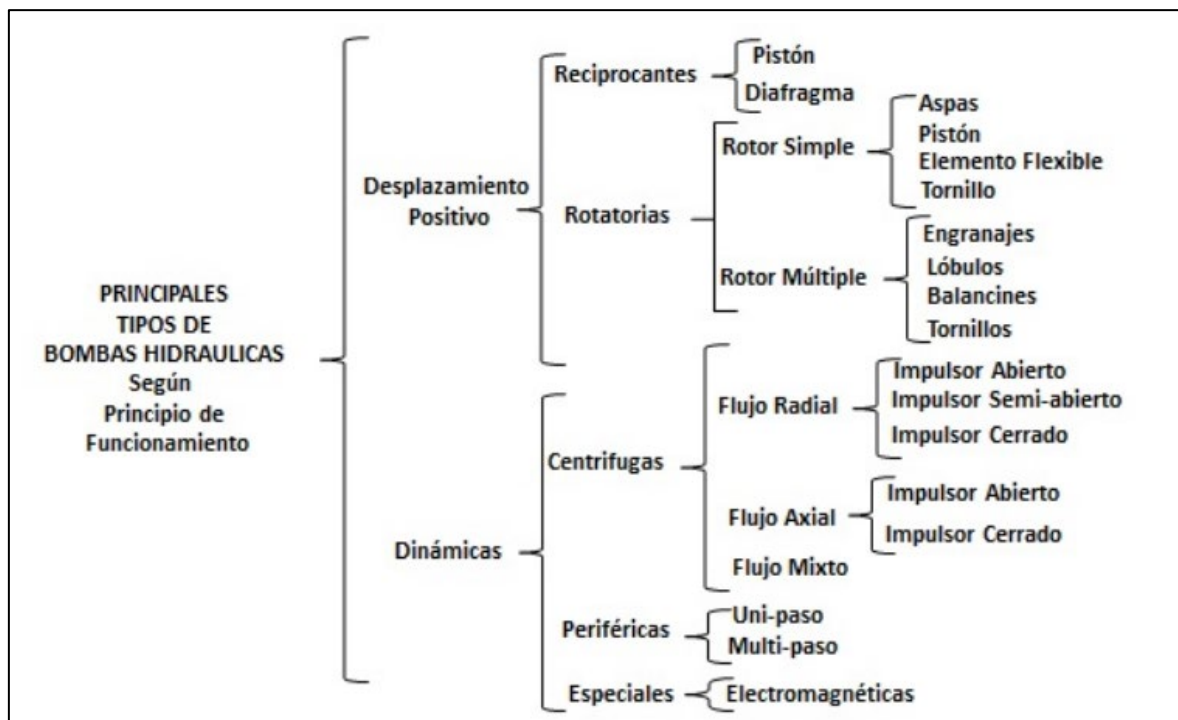 PRINCIPALES
TIPOS DE
BOMBAS HIDRAULICAS
Según
Principio de
Funcionamiento
Desplazamiento
Positivo
Reciprocantes
Pistón
Diafragma
Rotatorias
Rotor Simple
Aspas
Pistón
Elemento Flexible
Tornillo
Rotor Múltiple
Engranajes
Lóbulos
Balancines
Tornillos
Dinámicas
Centrifugas
Flujo Radial
Impulsor Abierto
Impulsor Semi-abierto
Impulsor Cerrado
Flujo Axial
Impulsor Abierto
Impulsor Cerrado
Flujo Mixto
Periféricas
Uni-paso
Multi-paso
Especiales
Electromagnéticas